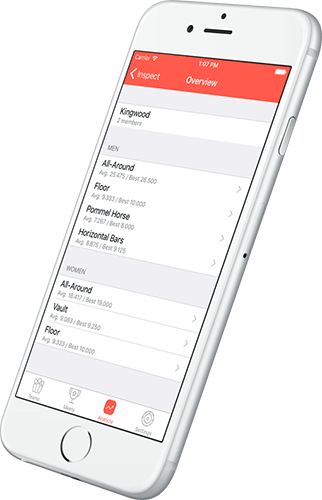 Carrier 1:07 PM
Inspect Overview
Kingwood
2 members
MEN
All-Around
Avg. 25.475 / Best 26.500
Floor
Avg. 9.333 / Best 10.000
Pommel Horse
Avg. 7.267 / Best 8.000
Horizontal Bars
Avg. 8.875 / Best 9.125
WOMEN
All-Around
Avg. 18.417 / Best 19.000
Vault
Avg. 9.083 / Best 9.250
Floor
Avg. 9.333 / Best 10.000
Teams Meets Analyze Settings